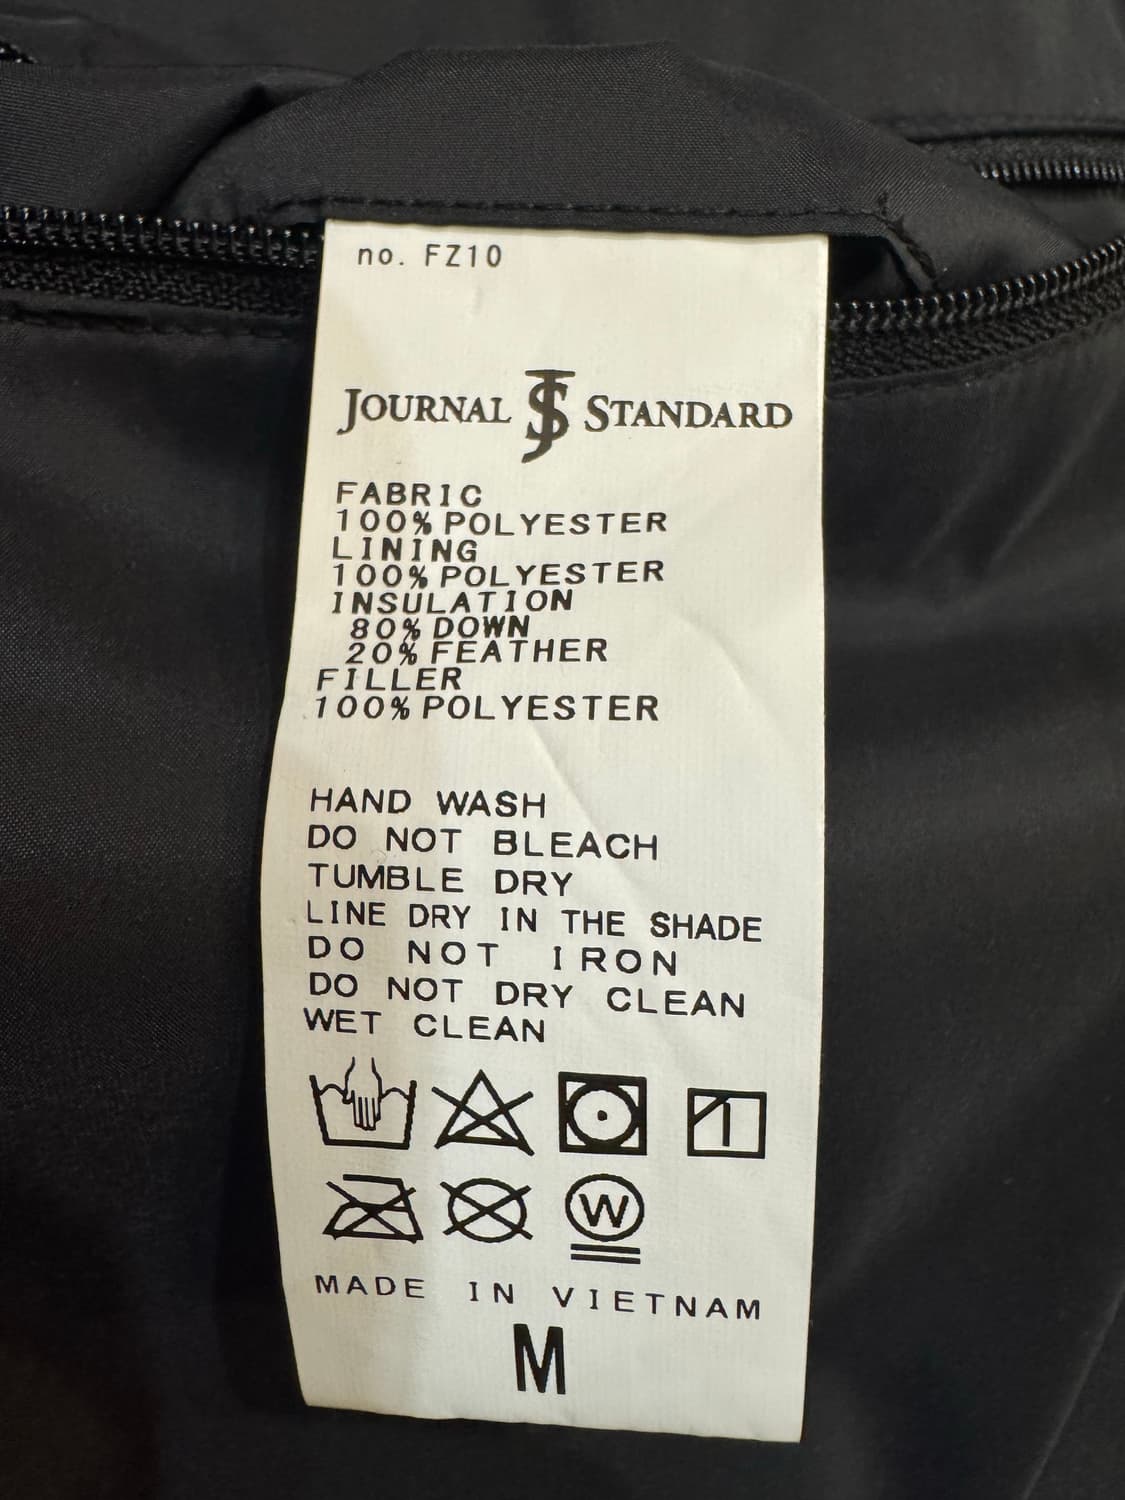 no. FZ10
JOURNAL JS STANDARD
FABRIC
100% POLYESTER
LINING
100% POLYESTER
INSULATION
80% DOWN
20% FEATHER
FILLER
100% POLYESTER
HAND WASH
DO NOT BLEACH
TUMBLE DRY
LINE DRY IN THE SHADE
DO NOT IRON
DO NOT DRY CLEAN
WET CLEAN
W
MADE IN VIETNAM
M